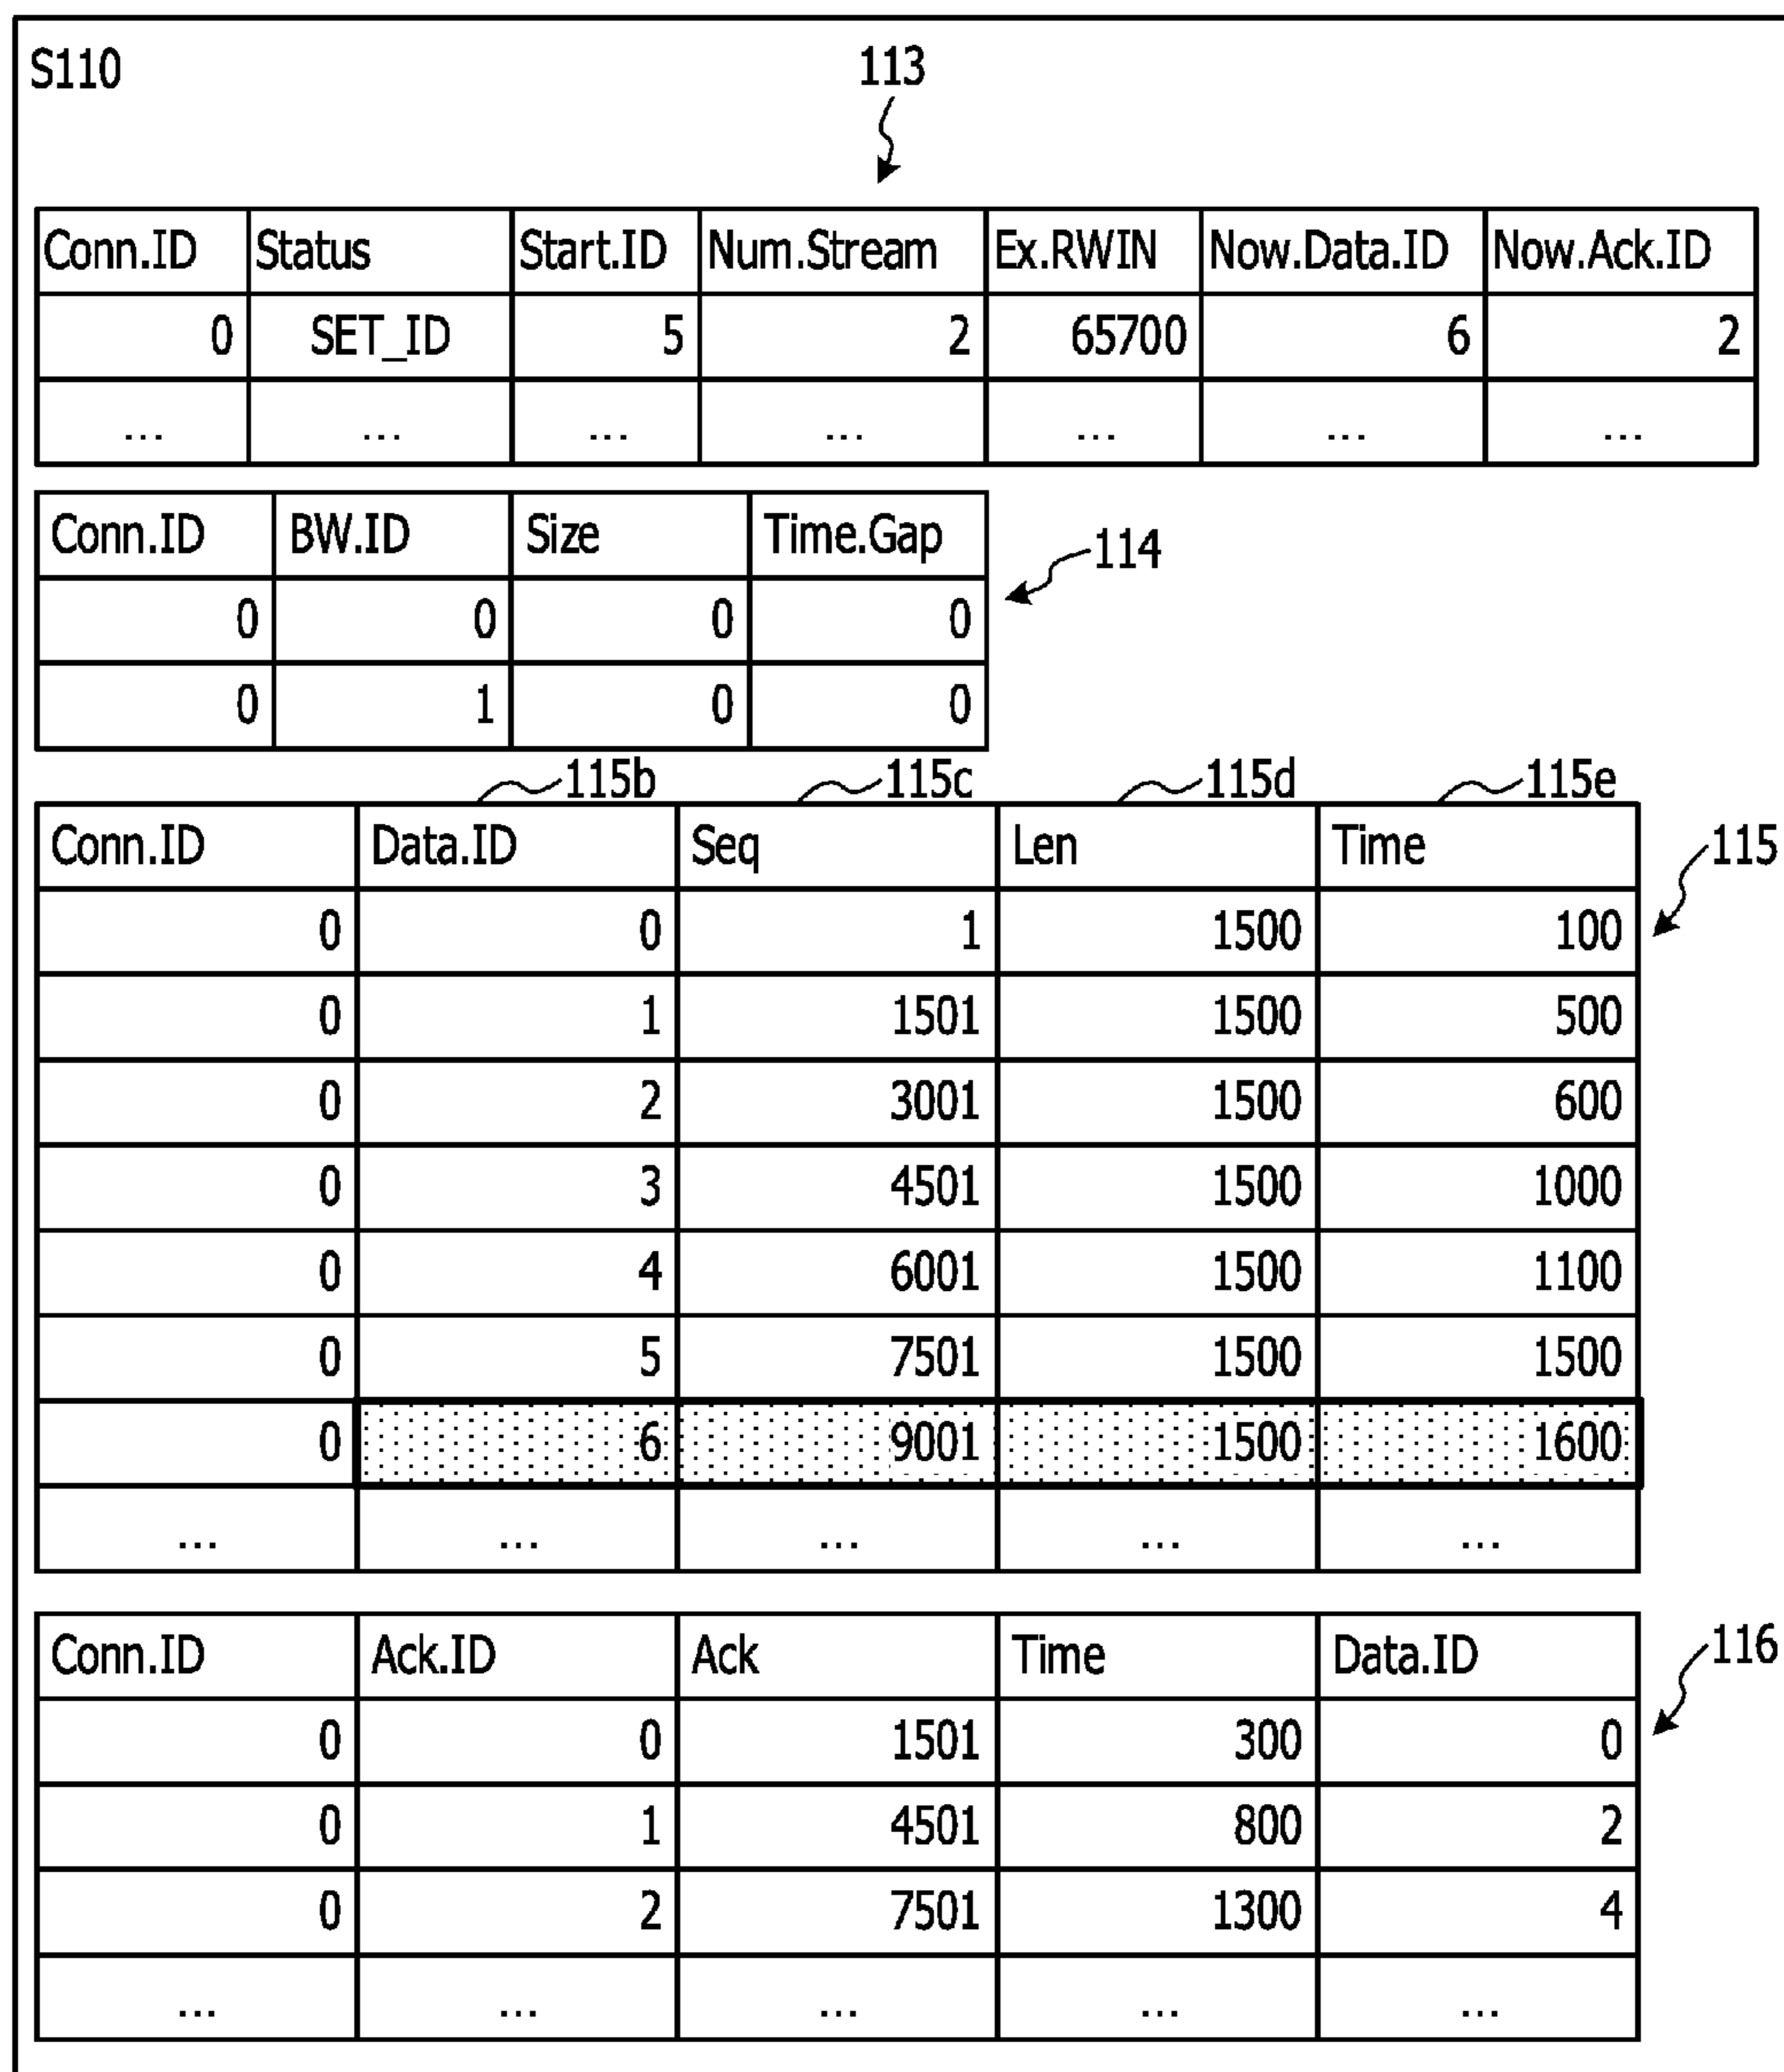 S110
113
Conn.ID Status Start.ID Num.Stream Ex.RWIN Now.Data.ID Now.Ack.ID
0 SET_ID 5 2 65700 6 2
... ... ... ... ... ... ...
Conn.ID BW.ID Size Time.Gap
114
0 0 0 0
0 1 0 0
115b 115c 115d 115e
Conn.ID Data.ID Seq Len Time
115
0 0 1 1500 100
0 1 1501 1500 500
0 2 3001 1500 600
0 3 4501 1500 1000
0 4 6001 1500 1100
0 5 7501 1500 1500
0 6 9001 1500 1600
... ... ... ... ...
Conn.ID Ack.ID Ack Time Data.ID
116
0 0 1501 300 0
0 1 4501 800 2
0 2 7501 1300 4
... ... ... ... ...